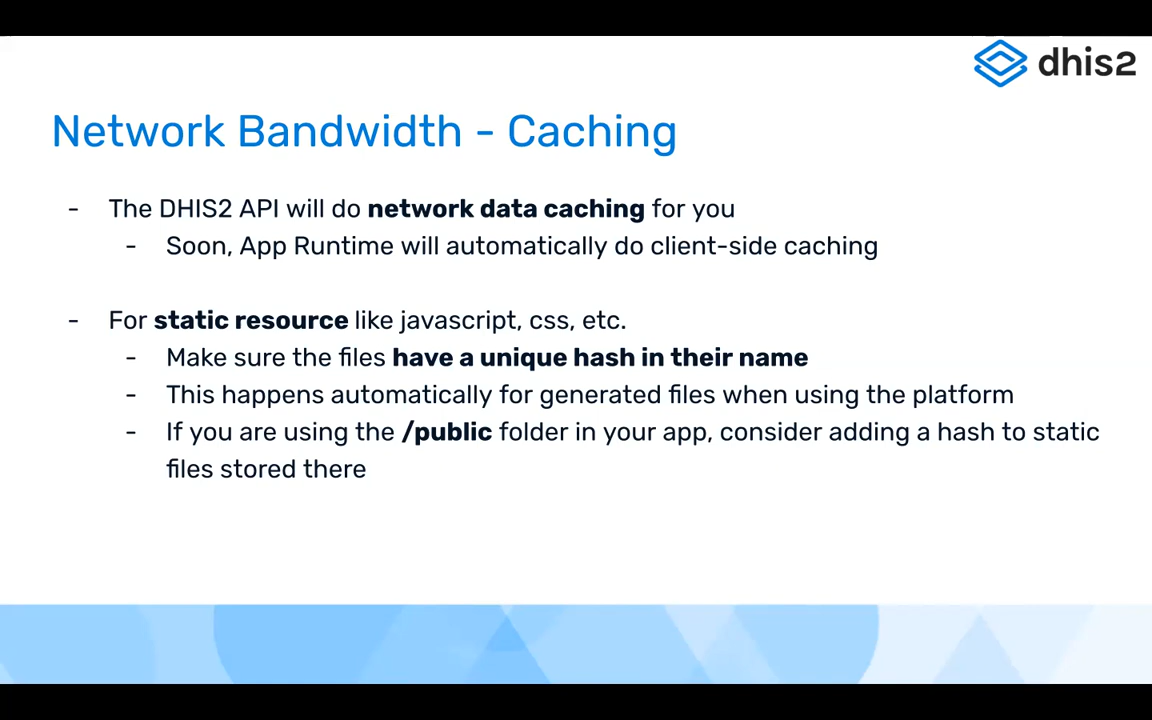 dhis2
Network Bandwidth - Caching
- The DHIS2 API will do network data caching for you
- Soon, App Runtime will automatically do client-side caching
- For static resource like javascript, css, etc.
- Make sure the files have a unique hash in their name
- This happens automatically for generated files when using the platform
- If you are using the /public folder in your app, consider adding a hash to static
files stored there